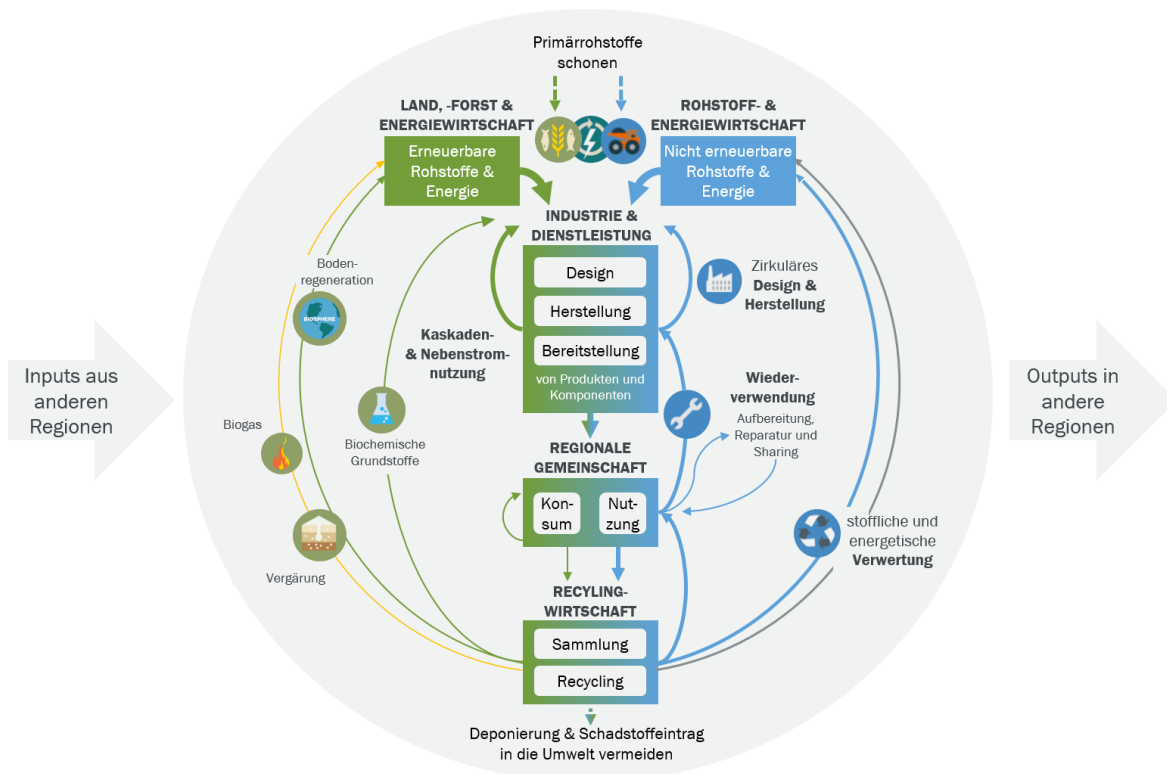 Primärrohstoffe
schonen
LAND, -FORST &
ENERGIEWIRTSCHAFT
ROHSTOFF- &
ENERGIEWIRTSCHAFT
Erneuerbare
Rohstoffe &
Energie
Nicht erneuerbare
Rohstoffe &
Energie
INDUSTRIE &
DIENSTLEISTUNG
Design
Herstellung
Bereitstellung
von Produkten und
Komponenten
Zirkuläres
Design &
Herstellung
Boden-
regeneration
BIOSPHERE
Kaskaden-
& Nebenstrom-
nutzung
Inputs aus
anderen
Regionen
Outputs in
andere
Regionen
Wieder-
verwendung
Aufbereitung,
Reparatur und
Sharing
Biogas
Biochemische
Grundstoffe
REGIONALE
GEMEINSCHAFT
Kon-
sum
Nut-
zung
stoffliche und
energetische
Verwertung
Vergärung
RECYLING-
WIRTSCHAFT
Sammlung
Recycling
Deponierung & Schadstoffeintrag
in die Umwelt vermeiden